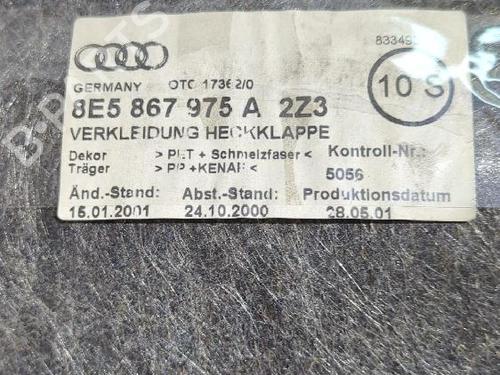 GERMANY OTC 17362/0
10 S
8E5 867 975 A 2Z3
VERKLEIDUNG HECKKLAPPE
Dekor > PET + Schmelzfaser < Kontroll-Nr.:
Träger > PP +KENAF < 5056
Änd.-Stand: Abst.-Stand: Produktionsdatum
15.01.2001 24.10.2000 28.05.01